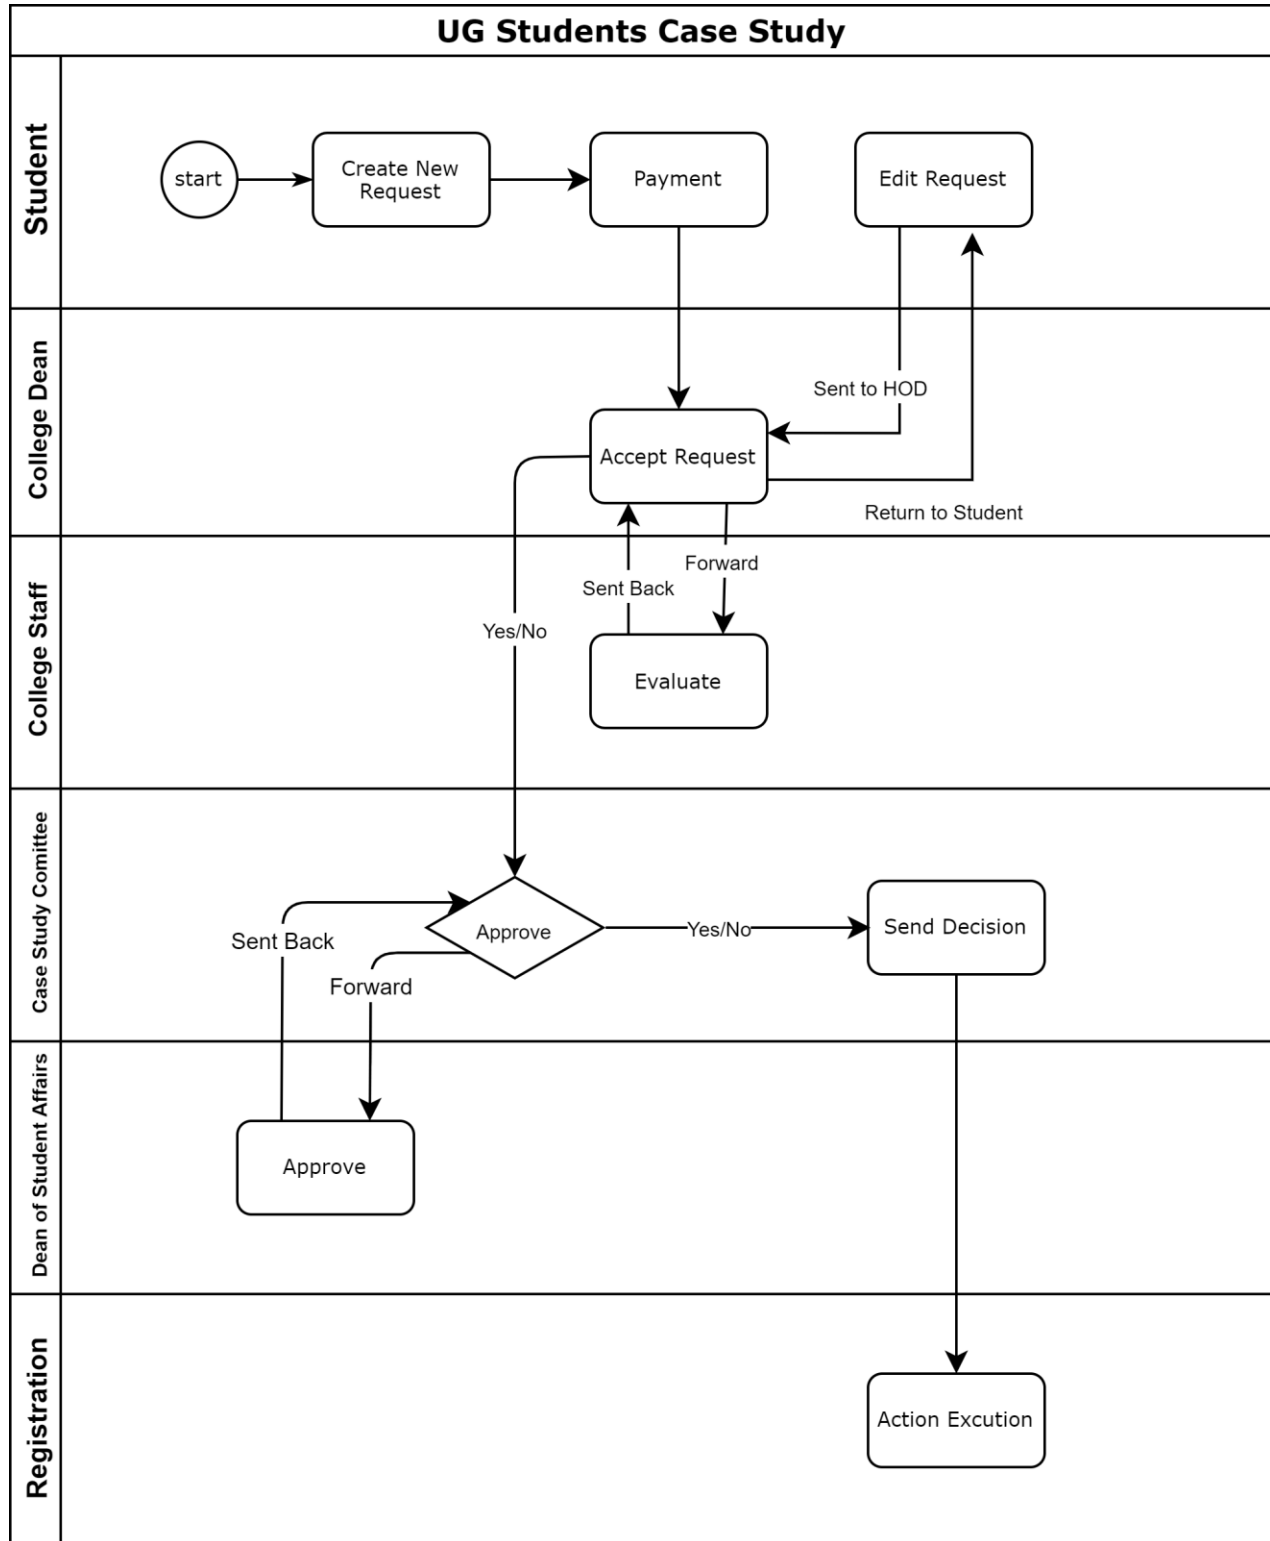 UG Students Case Study
Student
start
Create New
Request
Payment
Edit Request
College Dean
Sent to HOD
Accept Request
Return to Student
College Staff
Forward
Sent Back
Yes/No
Evaluate
Case Study Comittee
Approve
Yes/No
Send Decision
Sent Back
Forward
Dean of Student Affairs
Approve
Registration
Action Excution